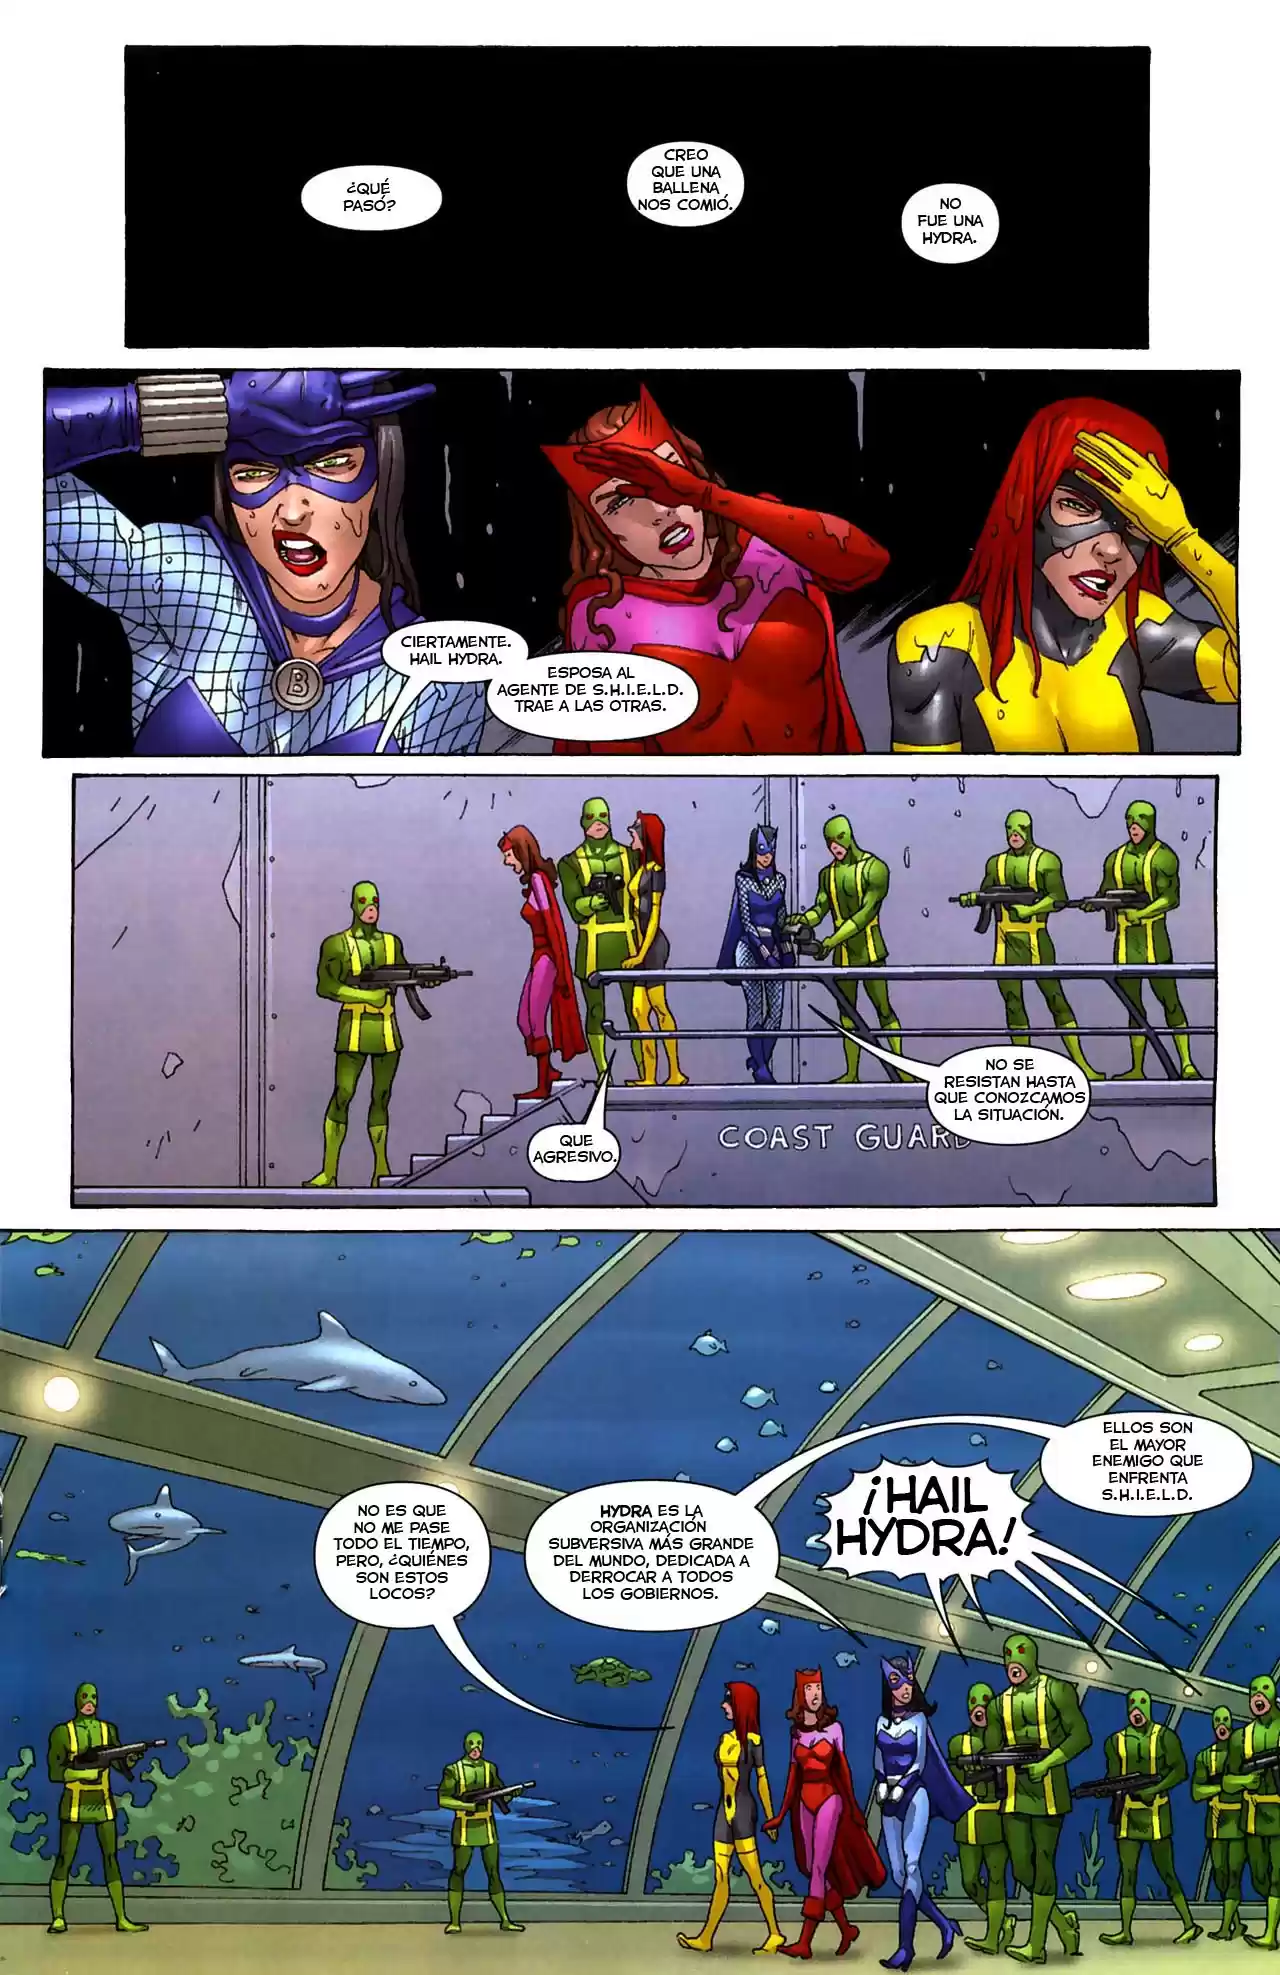 ¿QUÉ
PASÓ?
CREO
QUE UNA
BALLENA
NOS COMIÓ.
NO
FUE UNA
HYDRA.
B
CIERTAMENTE.
HAIL HYDRA.
ESPOSA AL
AGENTE DE S.H.I.E.L.D.
TRAE A LAS OTRAS.
NO SE
RESISTAN HASTA
QUE CONOZCAMOS
LA SITUACIÓN.
QUE
AGRESIVO.
COAST GUARD
NO ES QUE
NO ME PASE
TODO EL TIEMPO,
PERO, ¿QUIÉNES
SON ESTOS
LOCOS?
HYDRA ES LA
ORGANIZACIÓN
SUBVERSIVA MÁS GRANDE
DEL MUNDO, DEDICADA A
DERROCAR A TODOS
LOS GOBIERNOS.
¡HAIL
HYDRA!
ELLOS SON
EL MAYOR
ENEMIGO QUE
ENFRENTA
S.H.I.E.L.D.